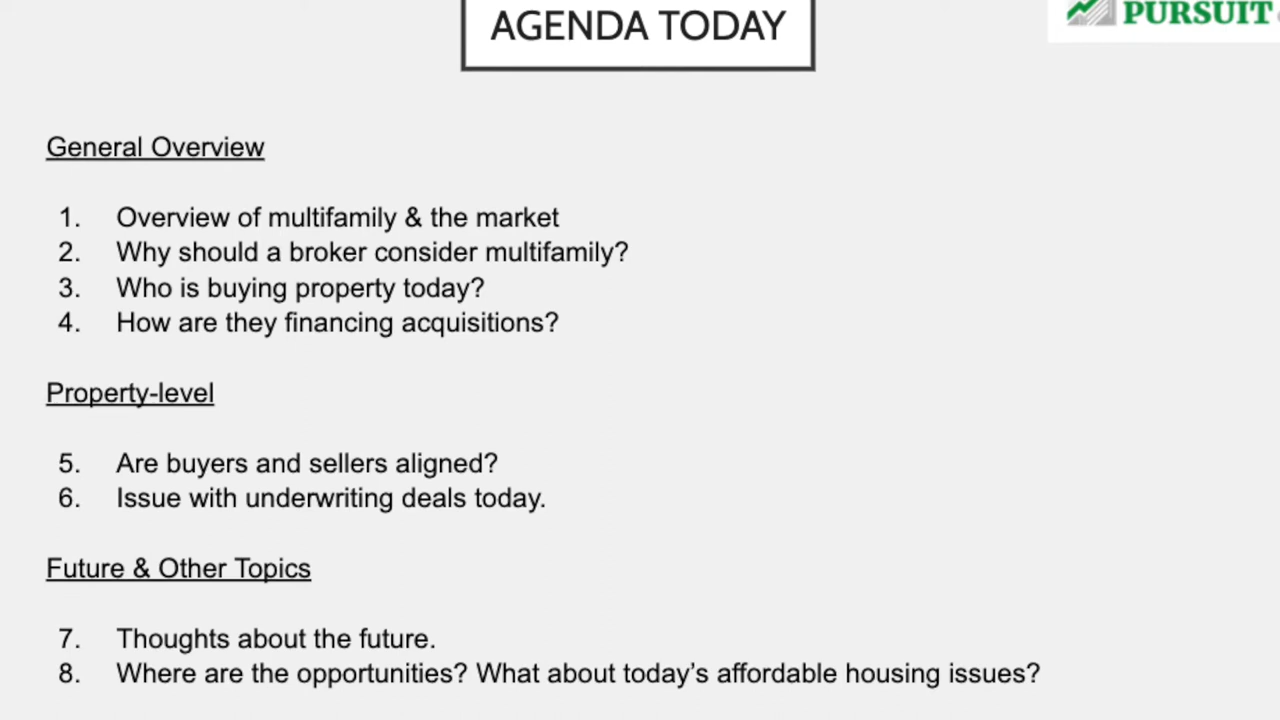 AGENDA TODAY
PURSUIT
General Overview
1. Overview of multifamily & the market
2. Why should a broker consider multifamily?
3. Who is buying property today?
4. How are they financing acquisitions?
Property-level
5. Are buyers and sellers aligned?
6. Issue with underwriting deals today.
Future & Other Topics
7. Thoughts about the future.
8. Where are the opportunities? What about today’s affordable housing issues?